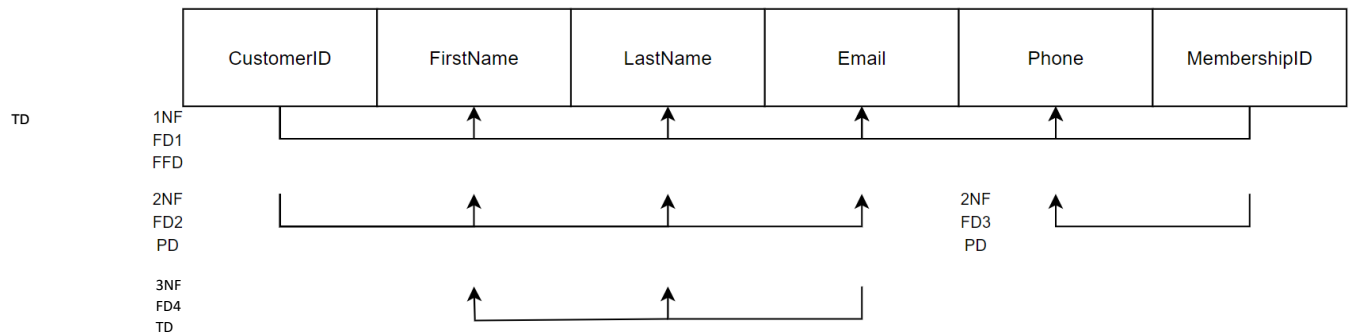 CustomerID FirstName LastName Email Phone MembershipID
TD
1NF
FD1
FFD
2NF
FD2
PD
2NF
FD3
PD
3NF
FD4
TD